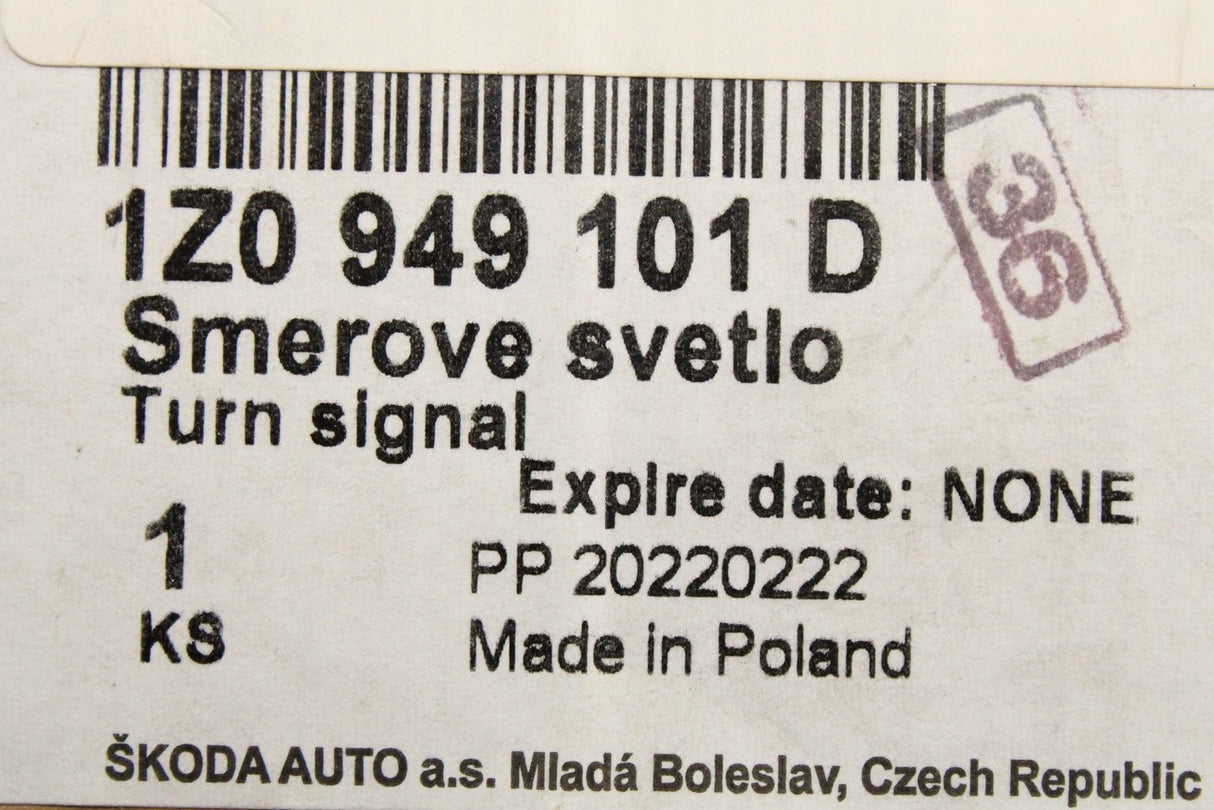 1Z0 949 101 D
36
Smerove svetlo
Turn signal
Expire date: NONE
1
PP 20220222
KS
Made in Poland
ŠKODA AUTO a.s. Mladá Boleslav, Czech Republic